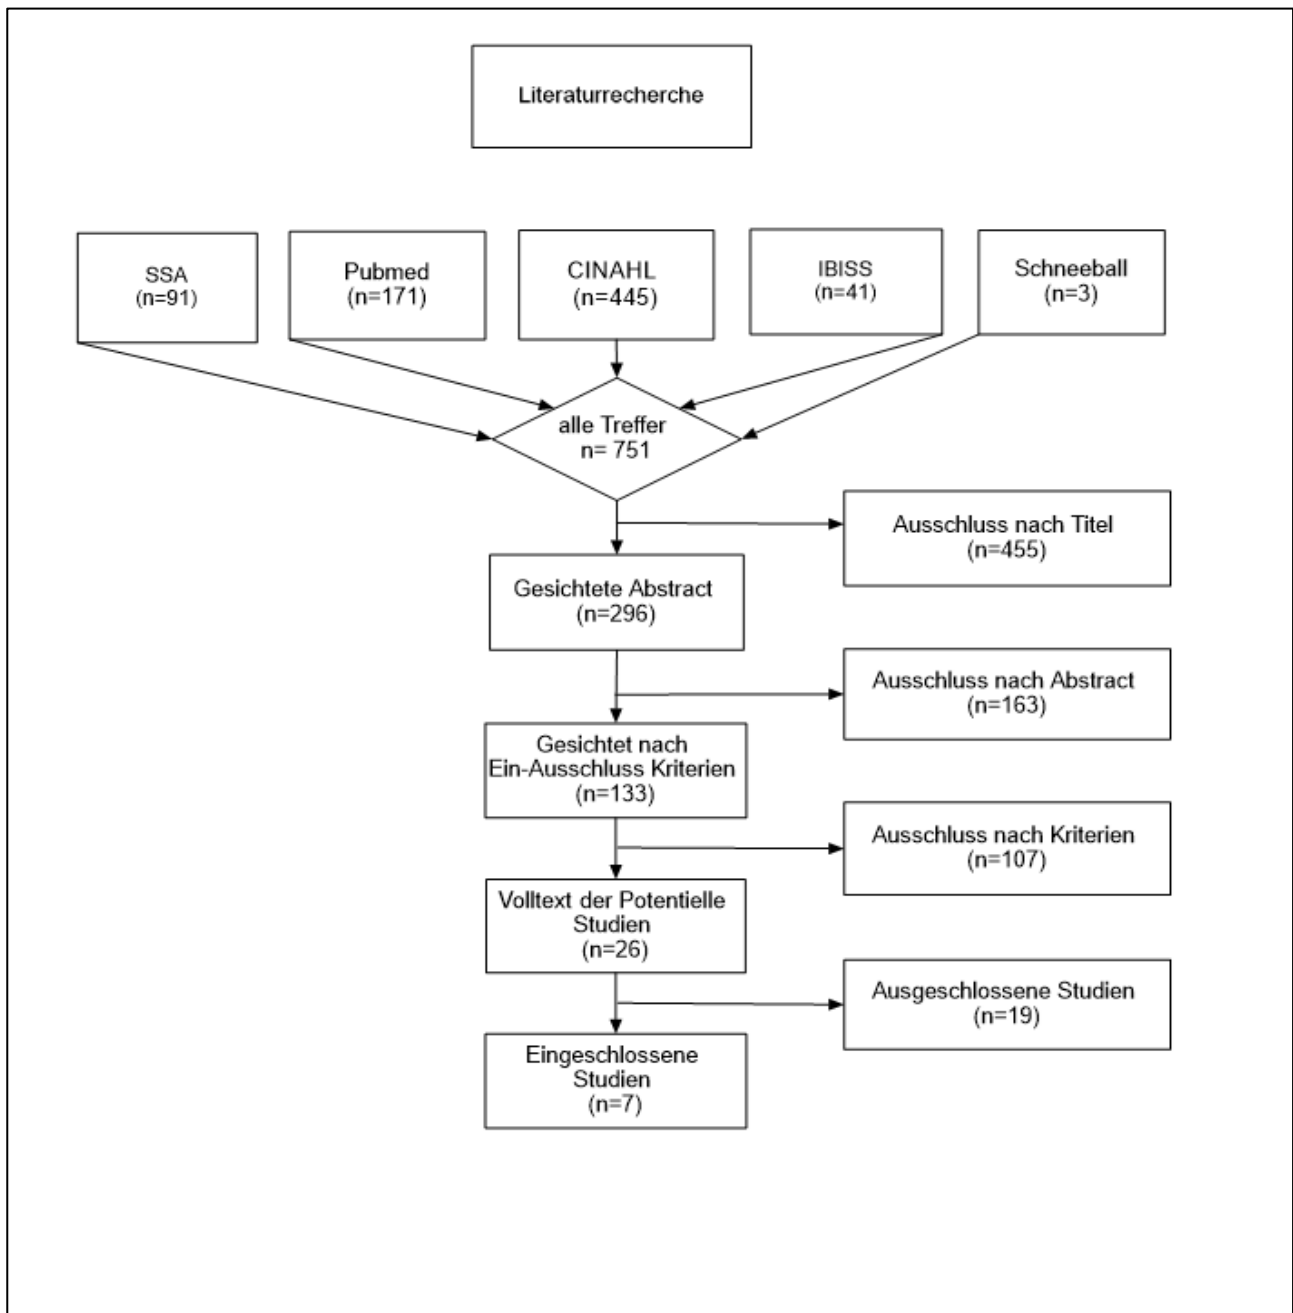 Literaturrecherche
SSA
(n=91)
Pubmed
(n=171)
CINAHL
(n=445)
IBISS
(n=41)
Schneeball
(n=3)
alle Treffer
n= 751
Ausschluss nach Titel
(n=455)
Gesichtete Abstract
(n=296)
Ausschluss nach Abstract
(n=163)
Gesichtet nach
Ein-Ausschluss Kriterien
(n=133)
Ausschluss nach Kriterien
(n=107)
Volltext der Potentielle
Studien
(n=26)
Ausgeschlossene Studien
(n=19)
Eingeschlossene
Studien
(n=7)